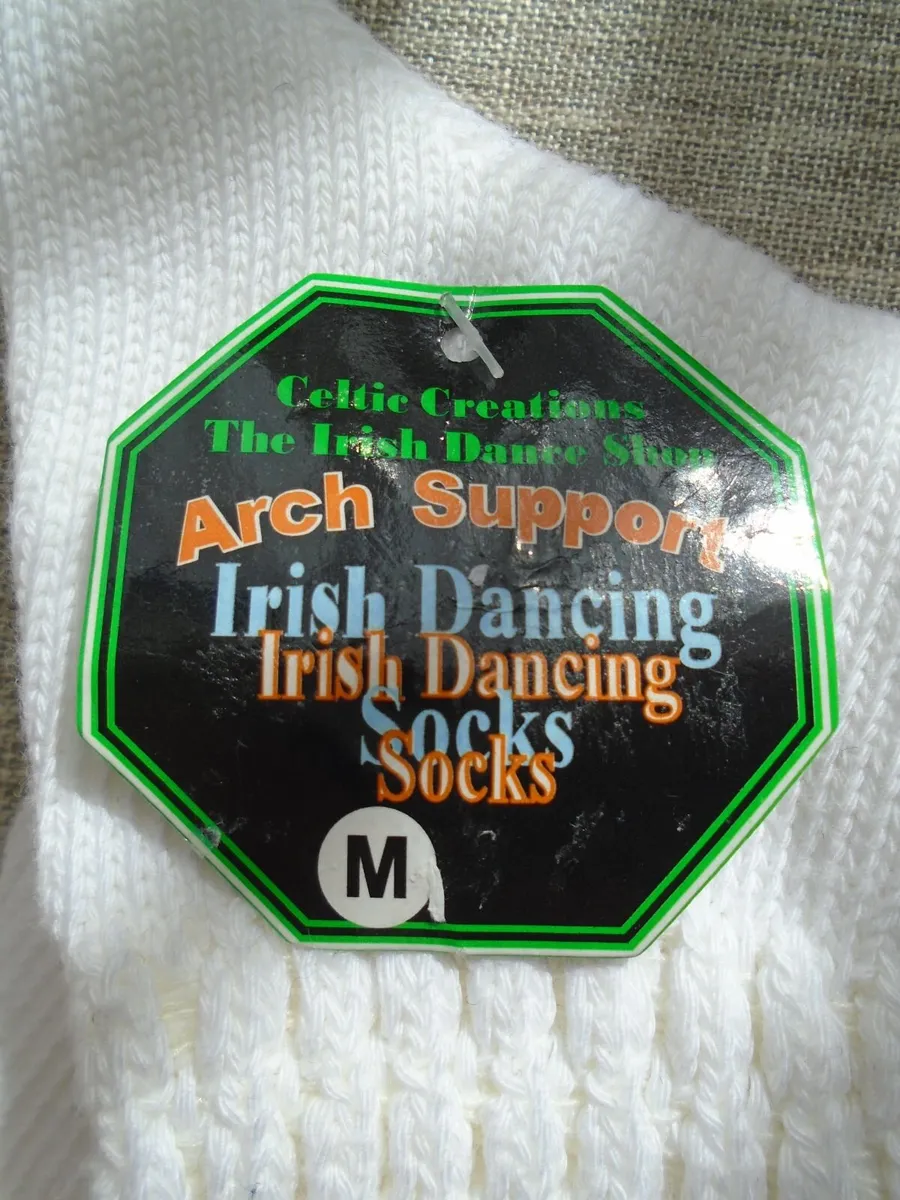 Celtic Creations
The Irish Dance Shop
Arch Support
Irish Dancing
Irish Dancing
Socks
Socks
M